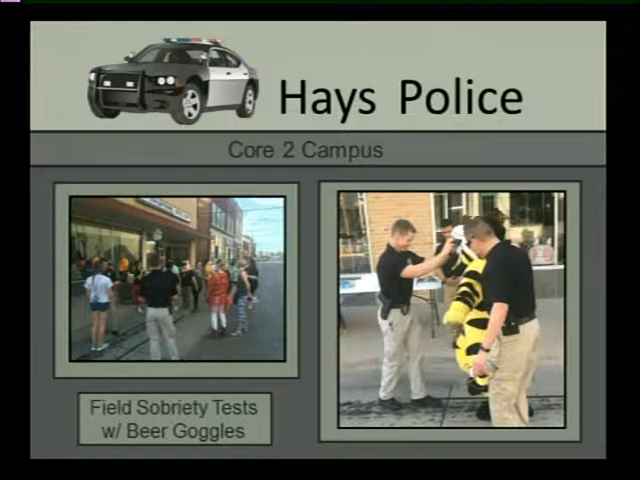 Hays Police
Core 2 Campus
Field Sobriety Tests
w/ Beer Goggles